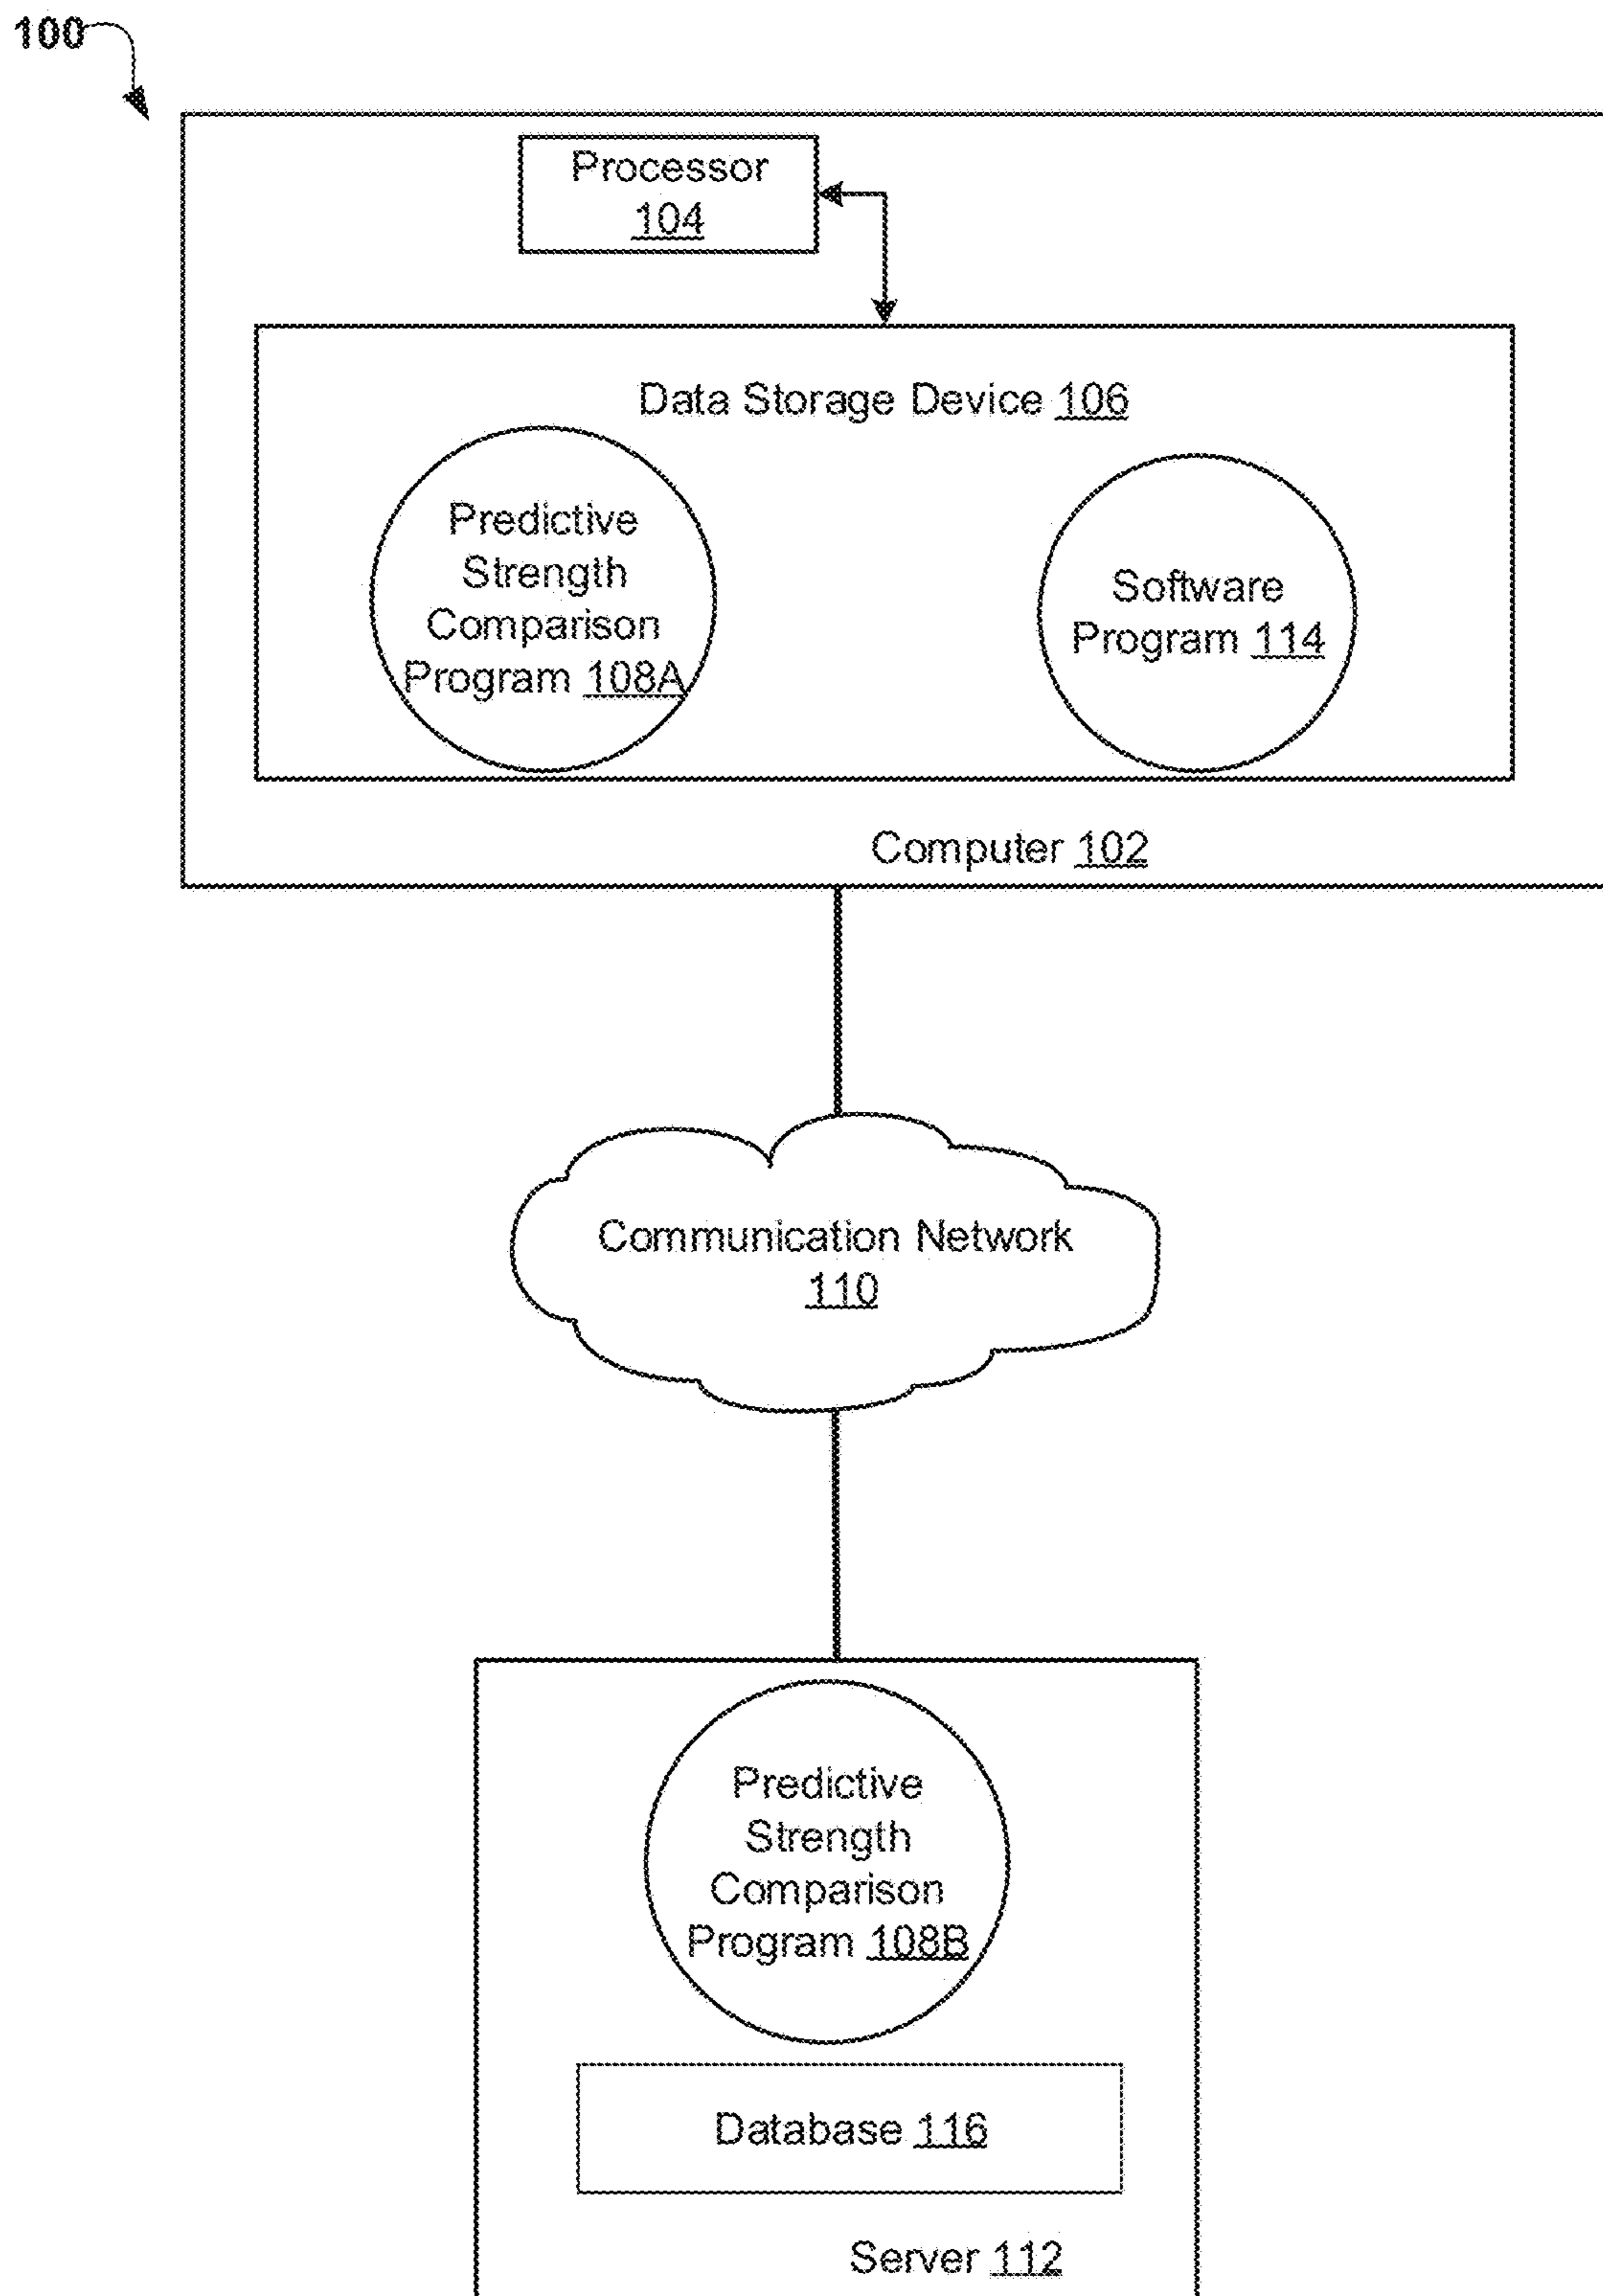 100
Processor
104
Data Storage Device 106
Predictive
Strength
Comparison
Program 108A
Software
Program 114
Computer 102
Communication Network
110
Predictive
Strength
Comparison
Program 108B
Database 116
Server 112